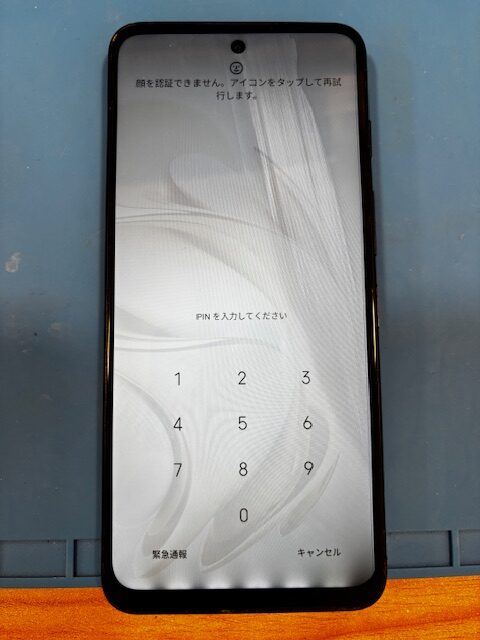 顔を認証できません。アイコンをタップして再試
行します。
PIN を入力してください
1 2 3
4 5 6
7 8 9
0
緊急通報 キャンセル